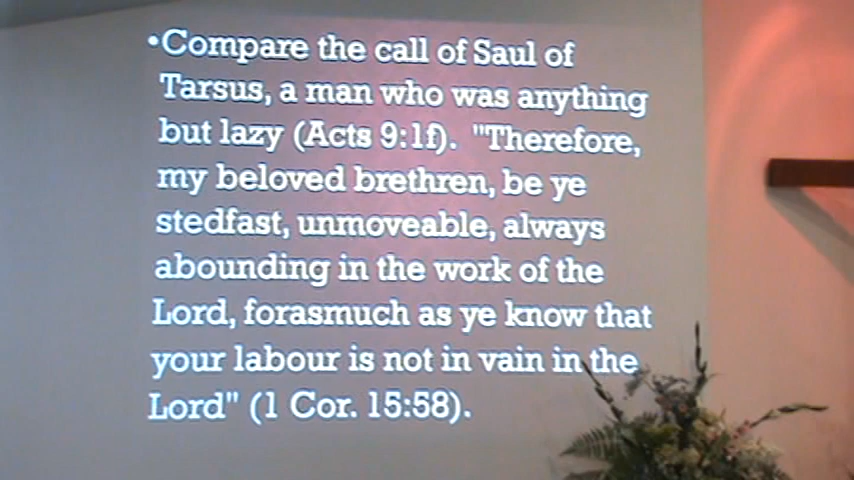 •Compare the call of Saul of
Tarsus, a man who was anything
but lazy (Acts 9:1f).  "Therefore,
my beloved brethren, be ye
stedfast, unmoveable, always
abounding in the work of the
Lord, forasmuch as ye know that
your labour is not in vain in the
Lord" (1 Cor. 15:58).